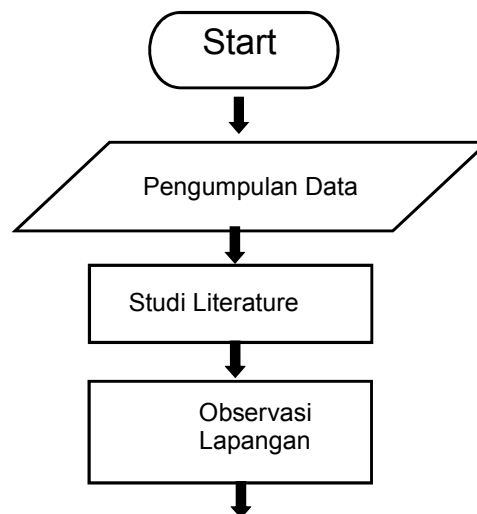 Start
Pengumpulan Data
Studi Literature
Observasi
Lapangan